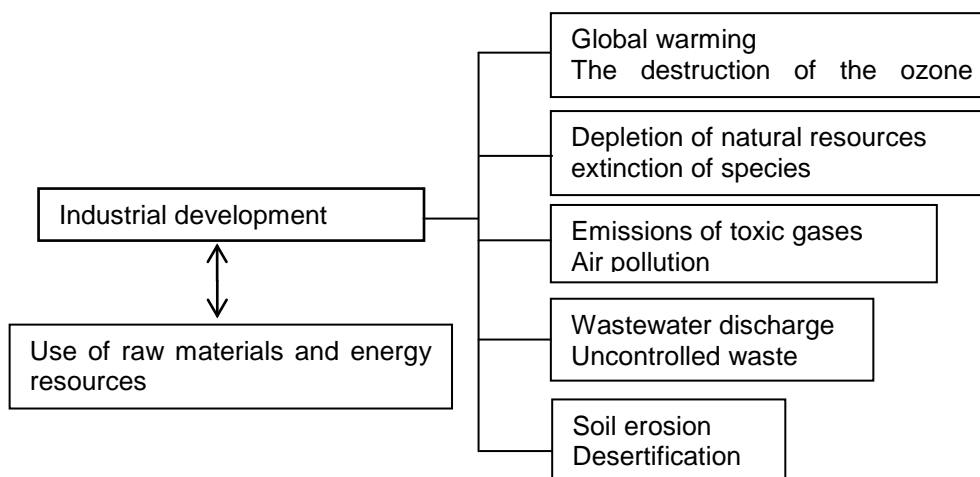 Global warming
The destruction of the ozone
Depletion of natural resources
extinction of species
Industrial development
Emissions of toxic gases
Air pollution
Use of raw materials and energy
resources
Wastewater discharge
Uncontrolled waste
Soil erosion
Desertification